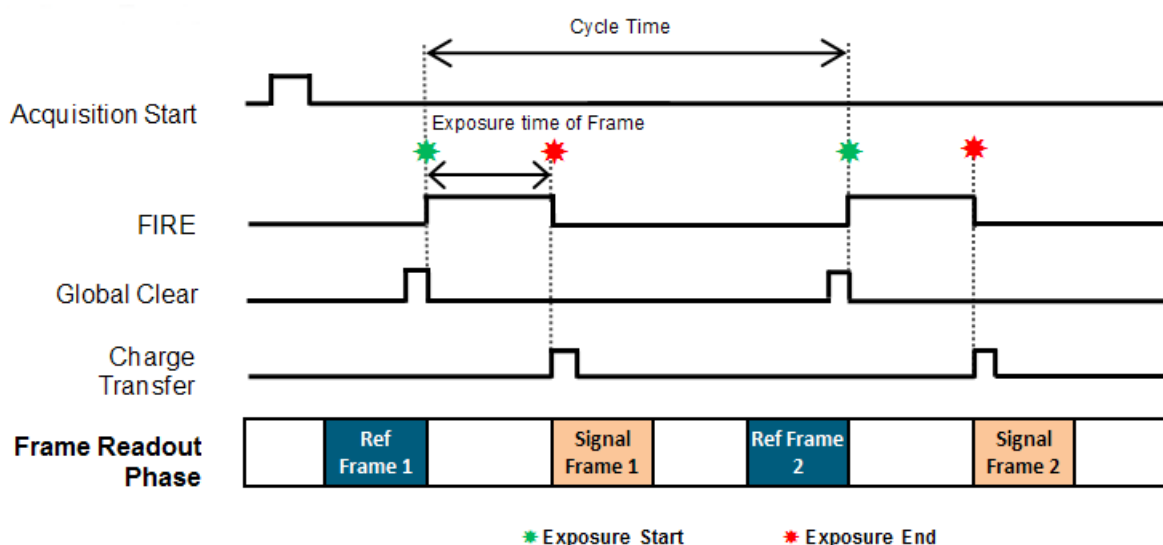 Cycle Time
Acquisition Start
Exposure time of Frame
FIRE
Global Clear
Charge
Transfer
Frame Readout
Phase
Ref
Frame 1
Signal
Frame 1
Ref Frame
2
Signal
Frame 2
Exposure Start
Exposure End